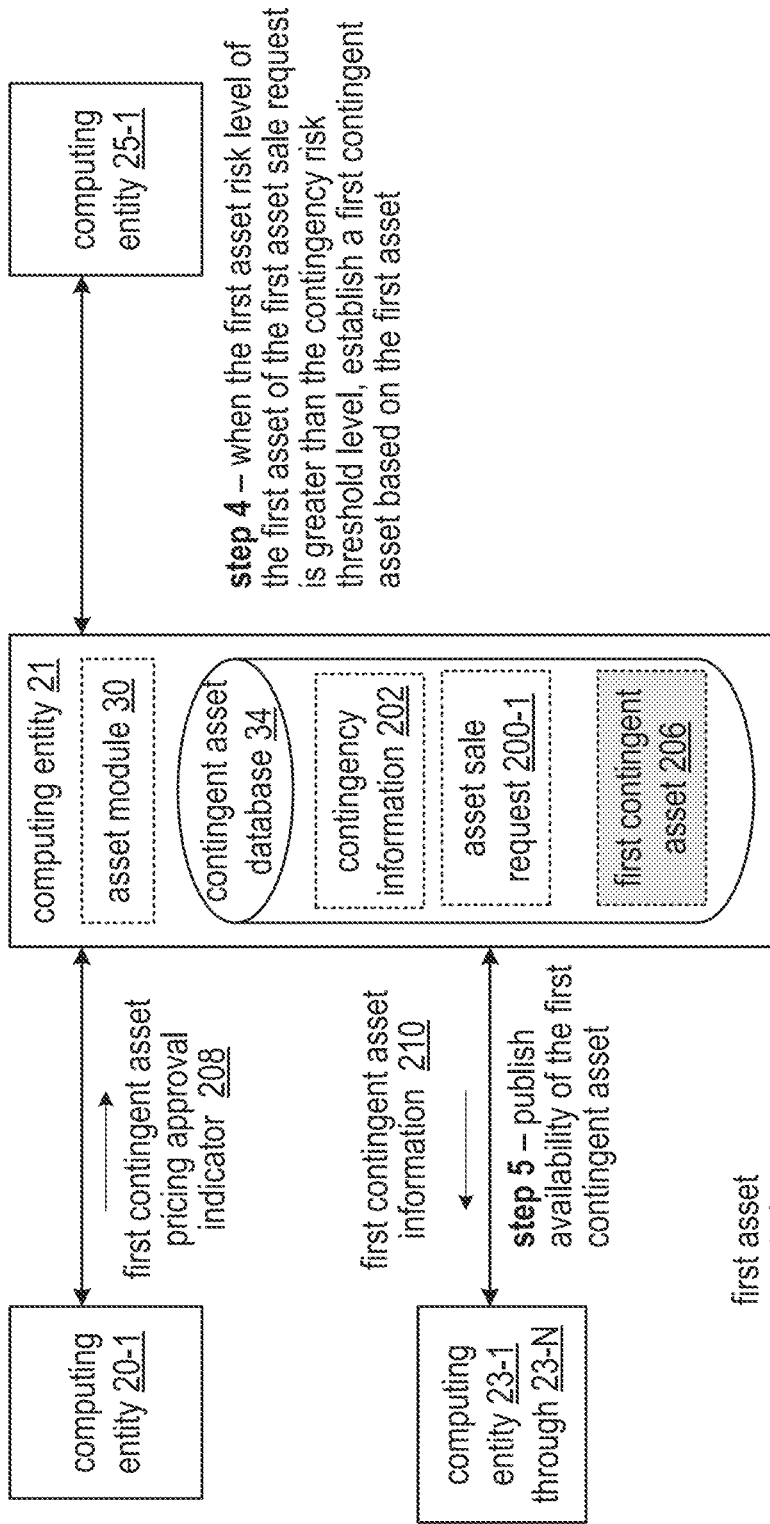 computing
entity 20-1
first contingent asset
pricing approval
indicator 208
computing entity 21
asset module 30
contingent asset
database 34
contingency
information 202
asset sale
request 200-1
first contingent
asset 206
computing
entity 25-1
step 4 – when the first asset risk level of
the first asset of the first asset sale request
is greater than the contingency risk
threshold level, establish a first contingent
asset based on the first asset
computing
entity 23-1
through 23-N
first contingent asset
information 210
step 5 – publish
availability of the first
contingent asset
first asset